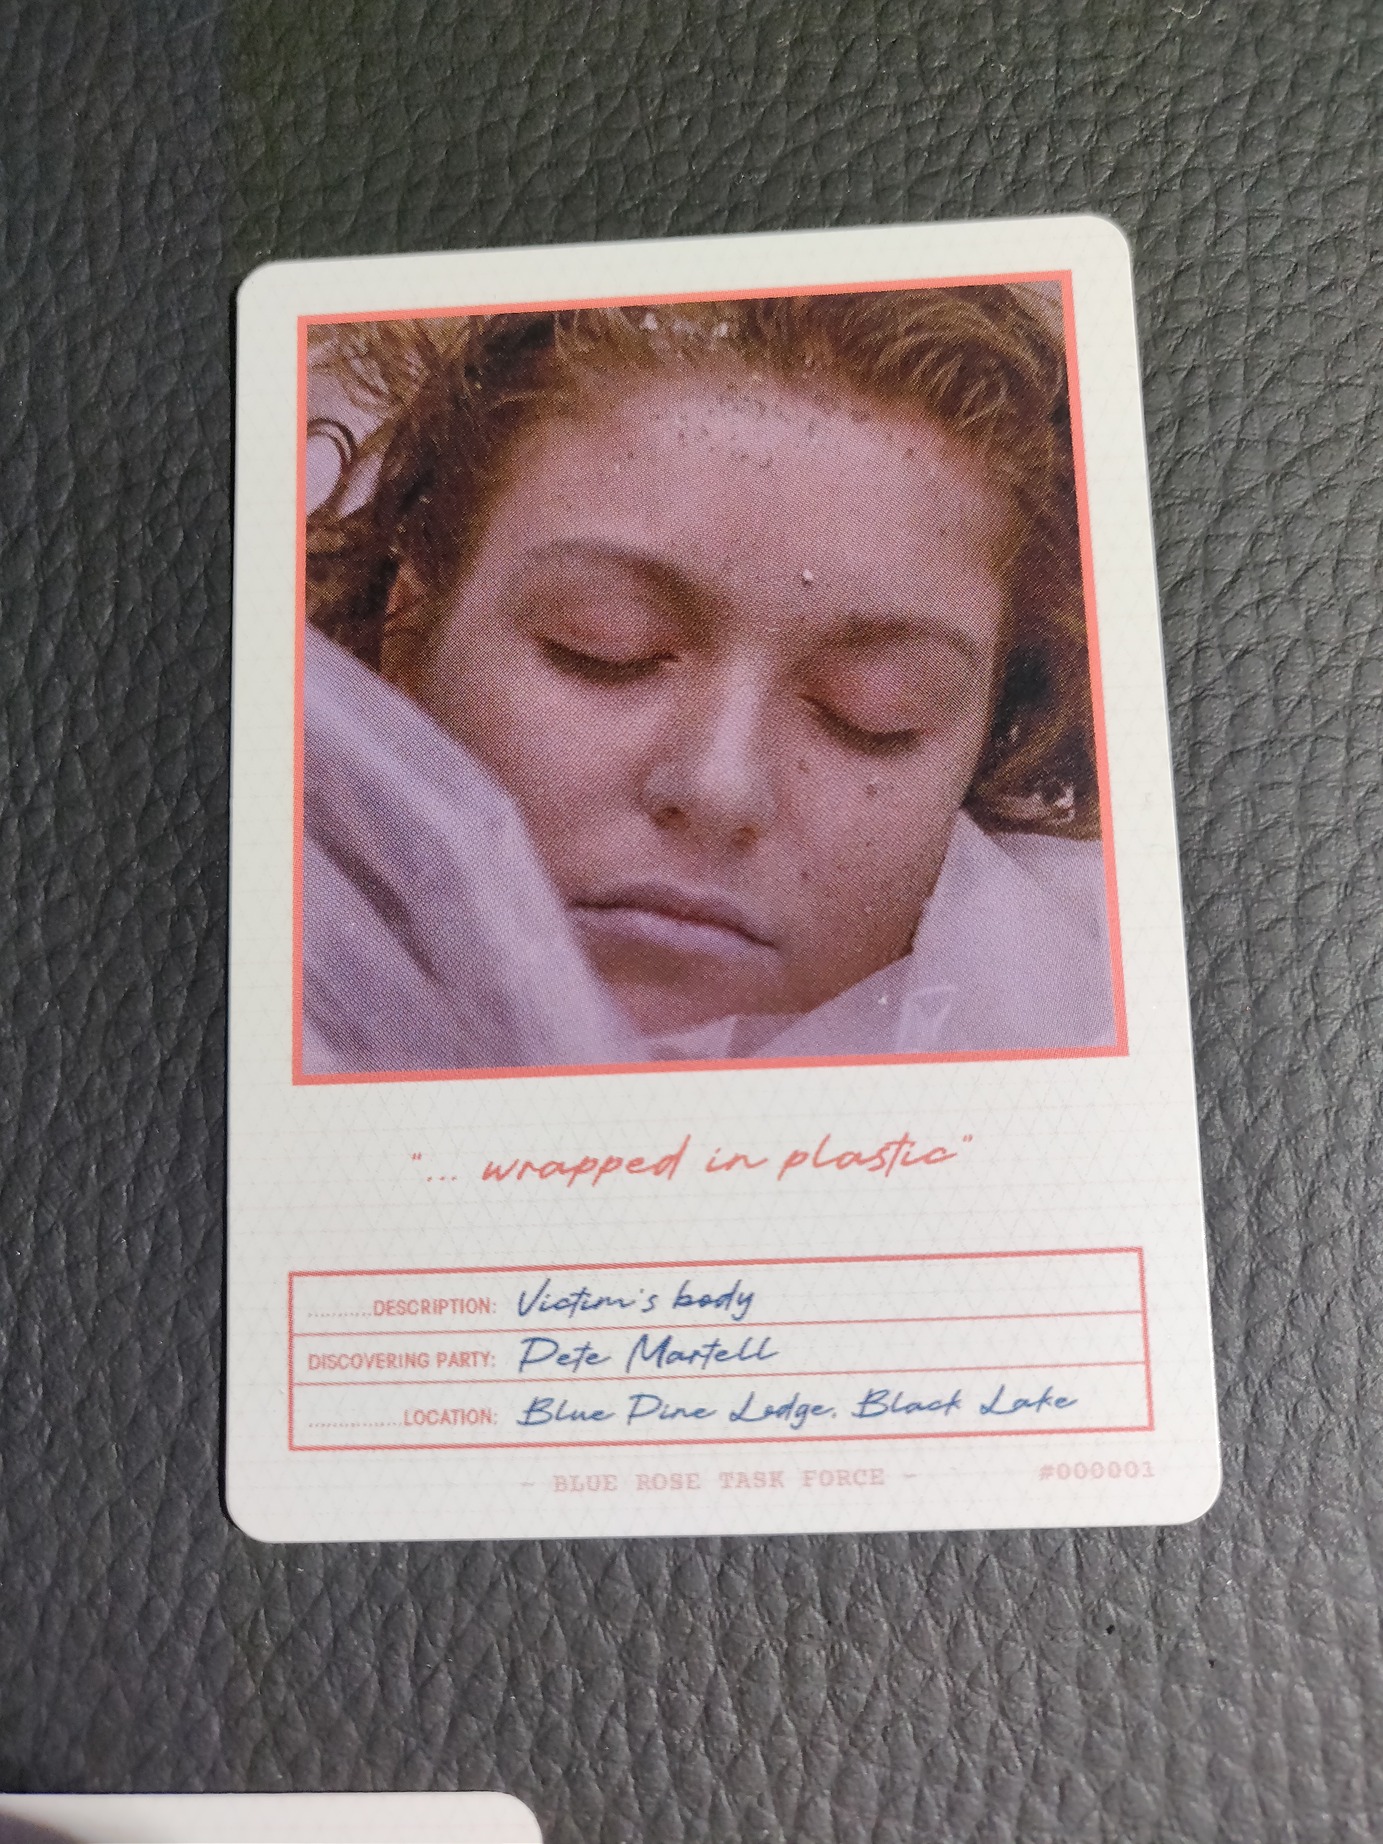 "... wrapped in plastic"
...........DESCRIPTION: Victim's body
DISCOVERING PARTY: Pete Martell
................LOCATION: Blue Pine Lodge. Black Lake
- BLUE ROSE TASK FORCE - #000001